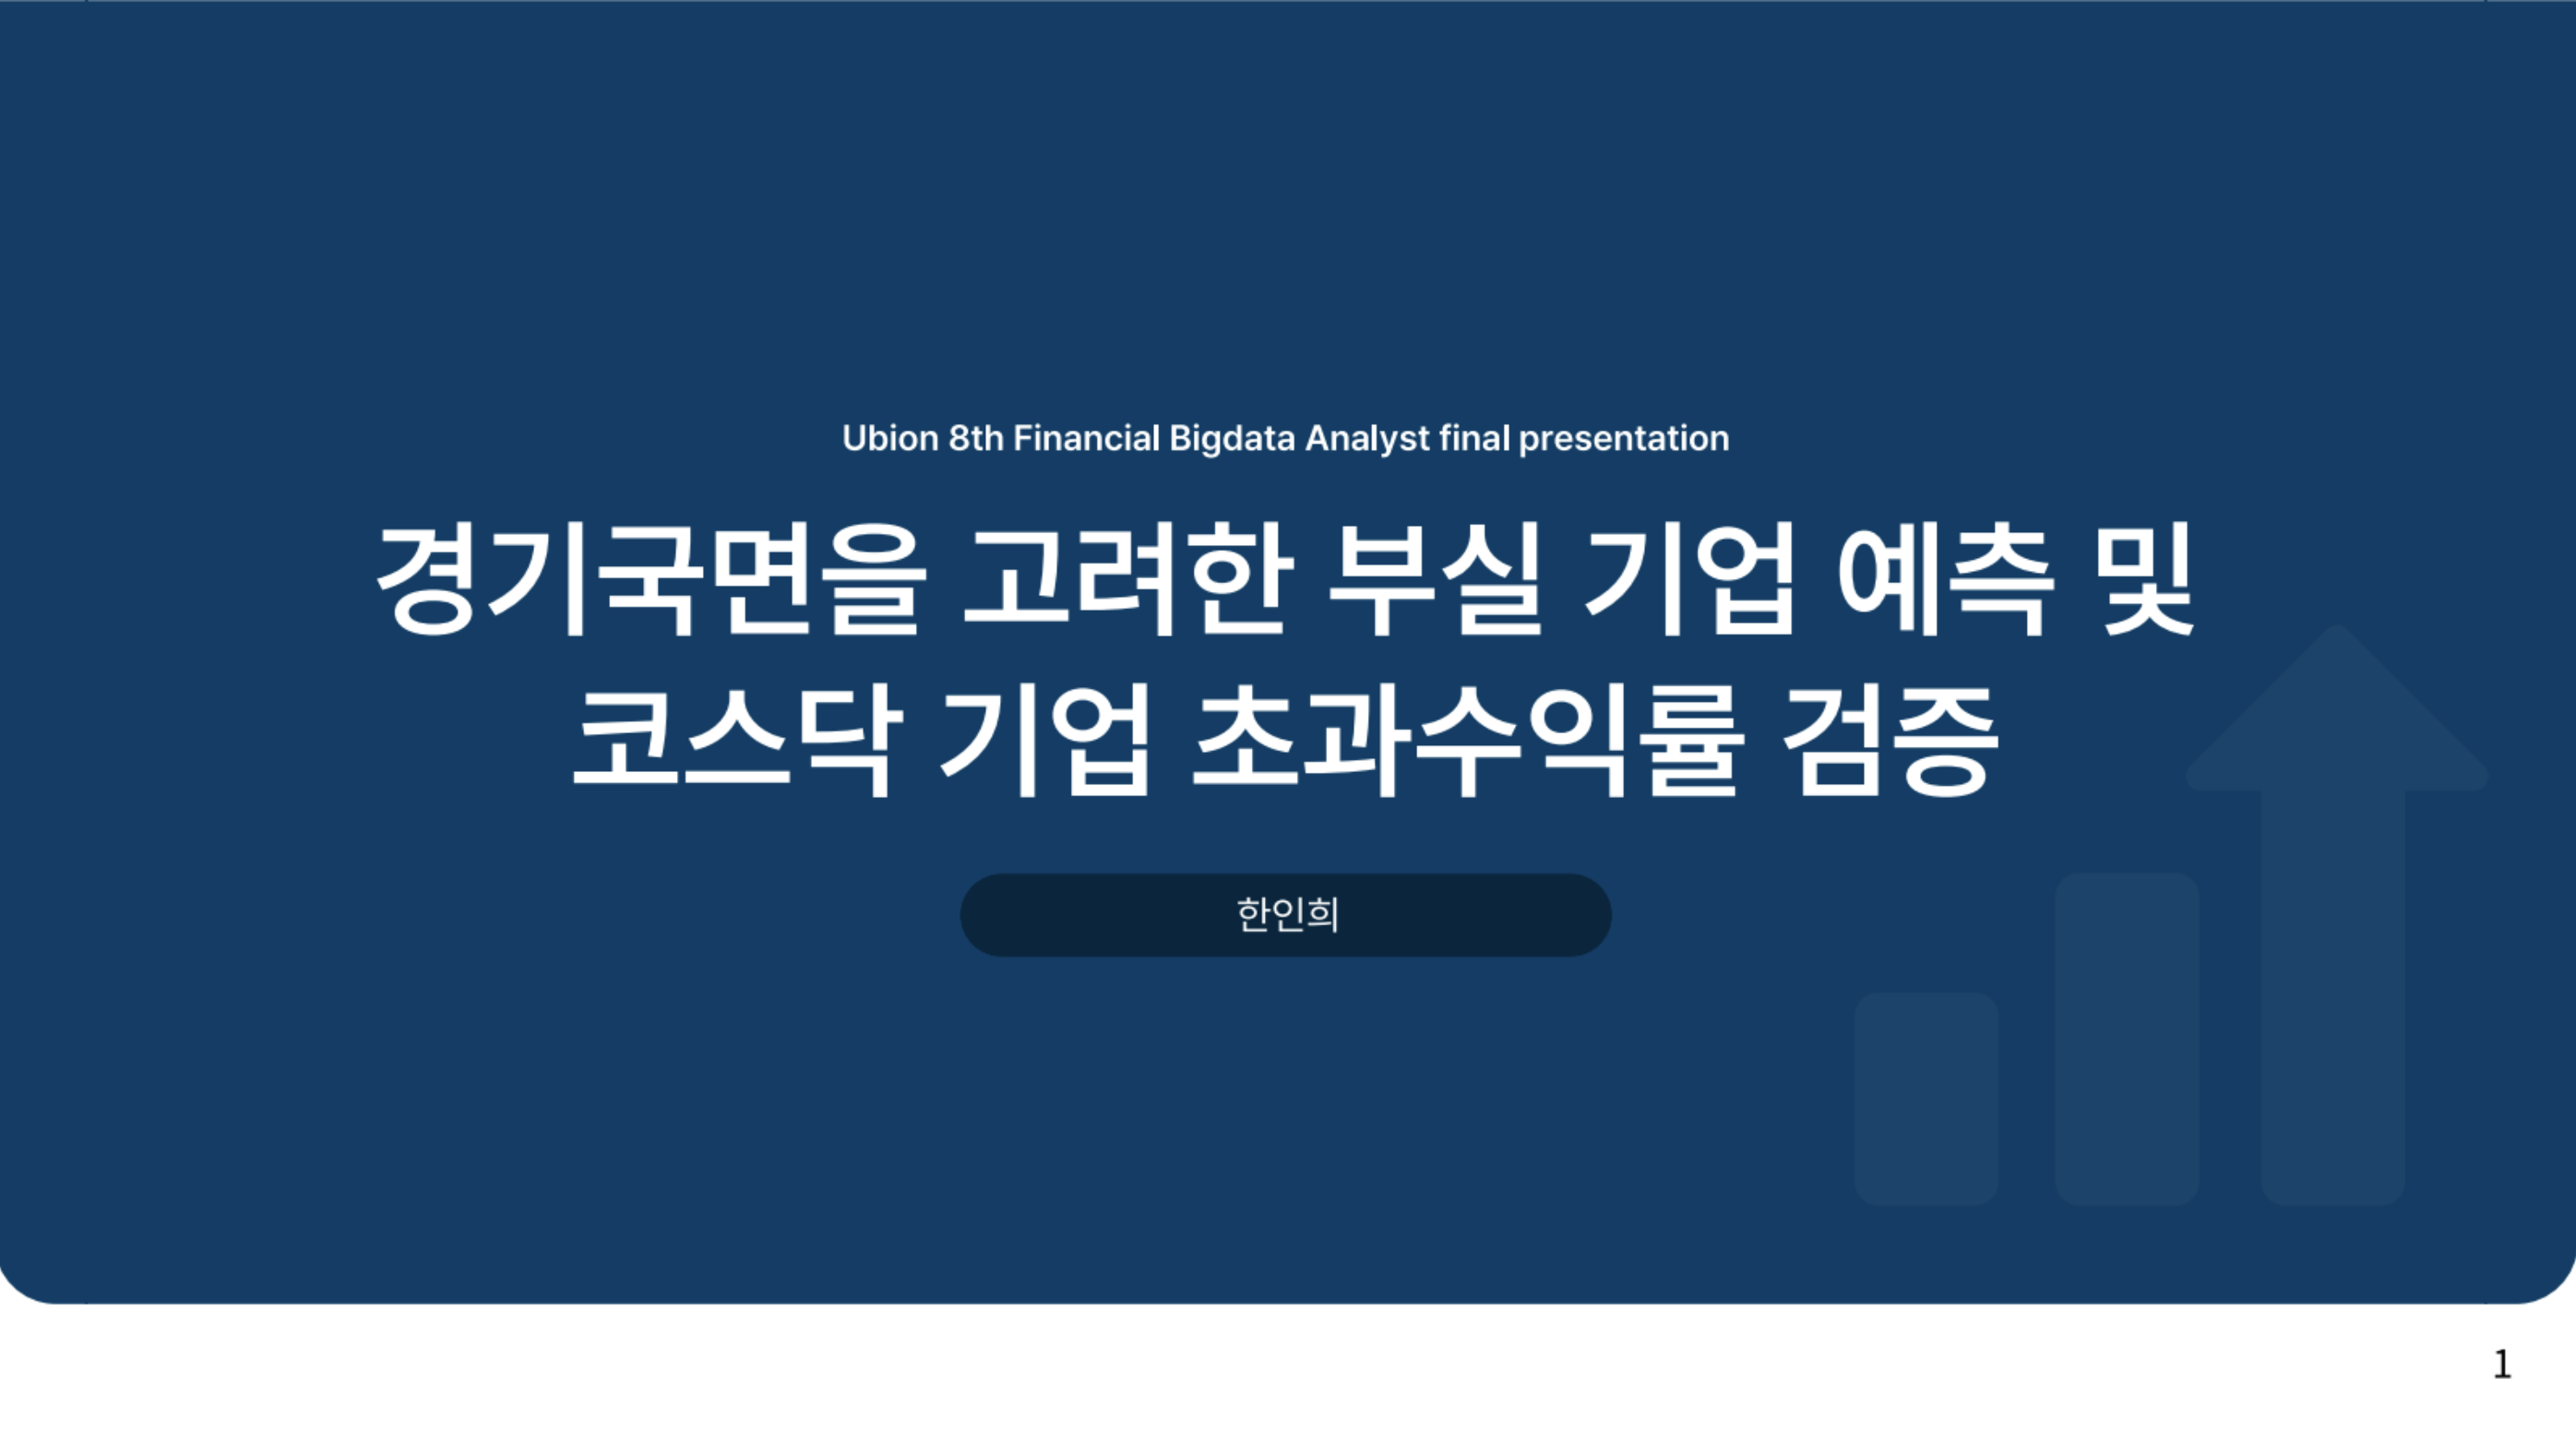 Ubion 8th Financial Bigdata Analyst final presentation
경기국면을 고려한 부실 기업 예측 및
코스닥 기업 초과수익률 검증
한인희
1